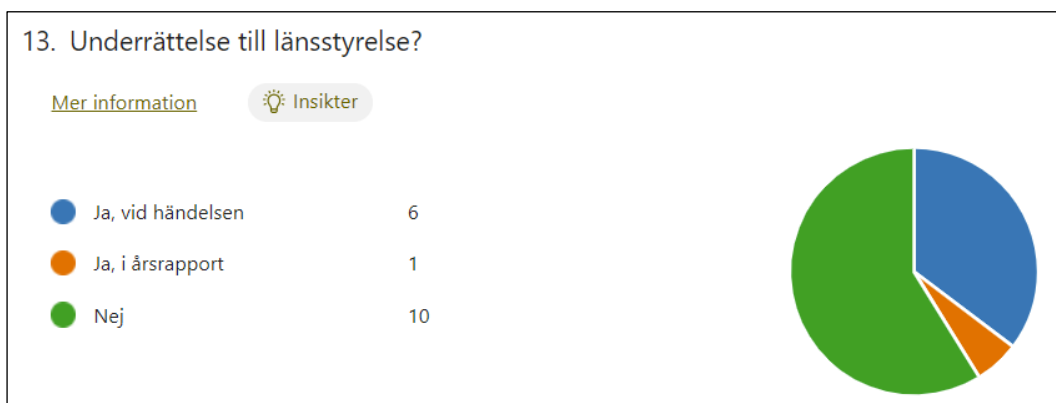 13. Underrättelse till länsstyrelse?
Mer information
Insikter
Ja, vid händelsen 6
Ja, i årsrapport 1
Nej 10